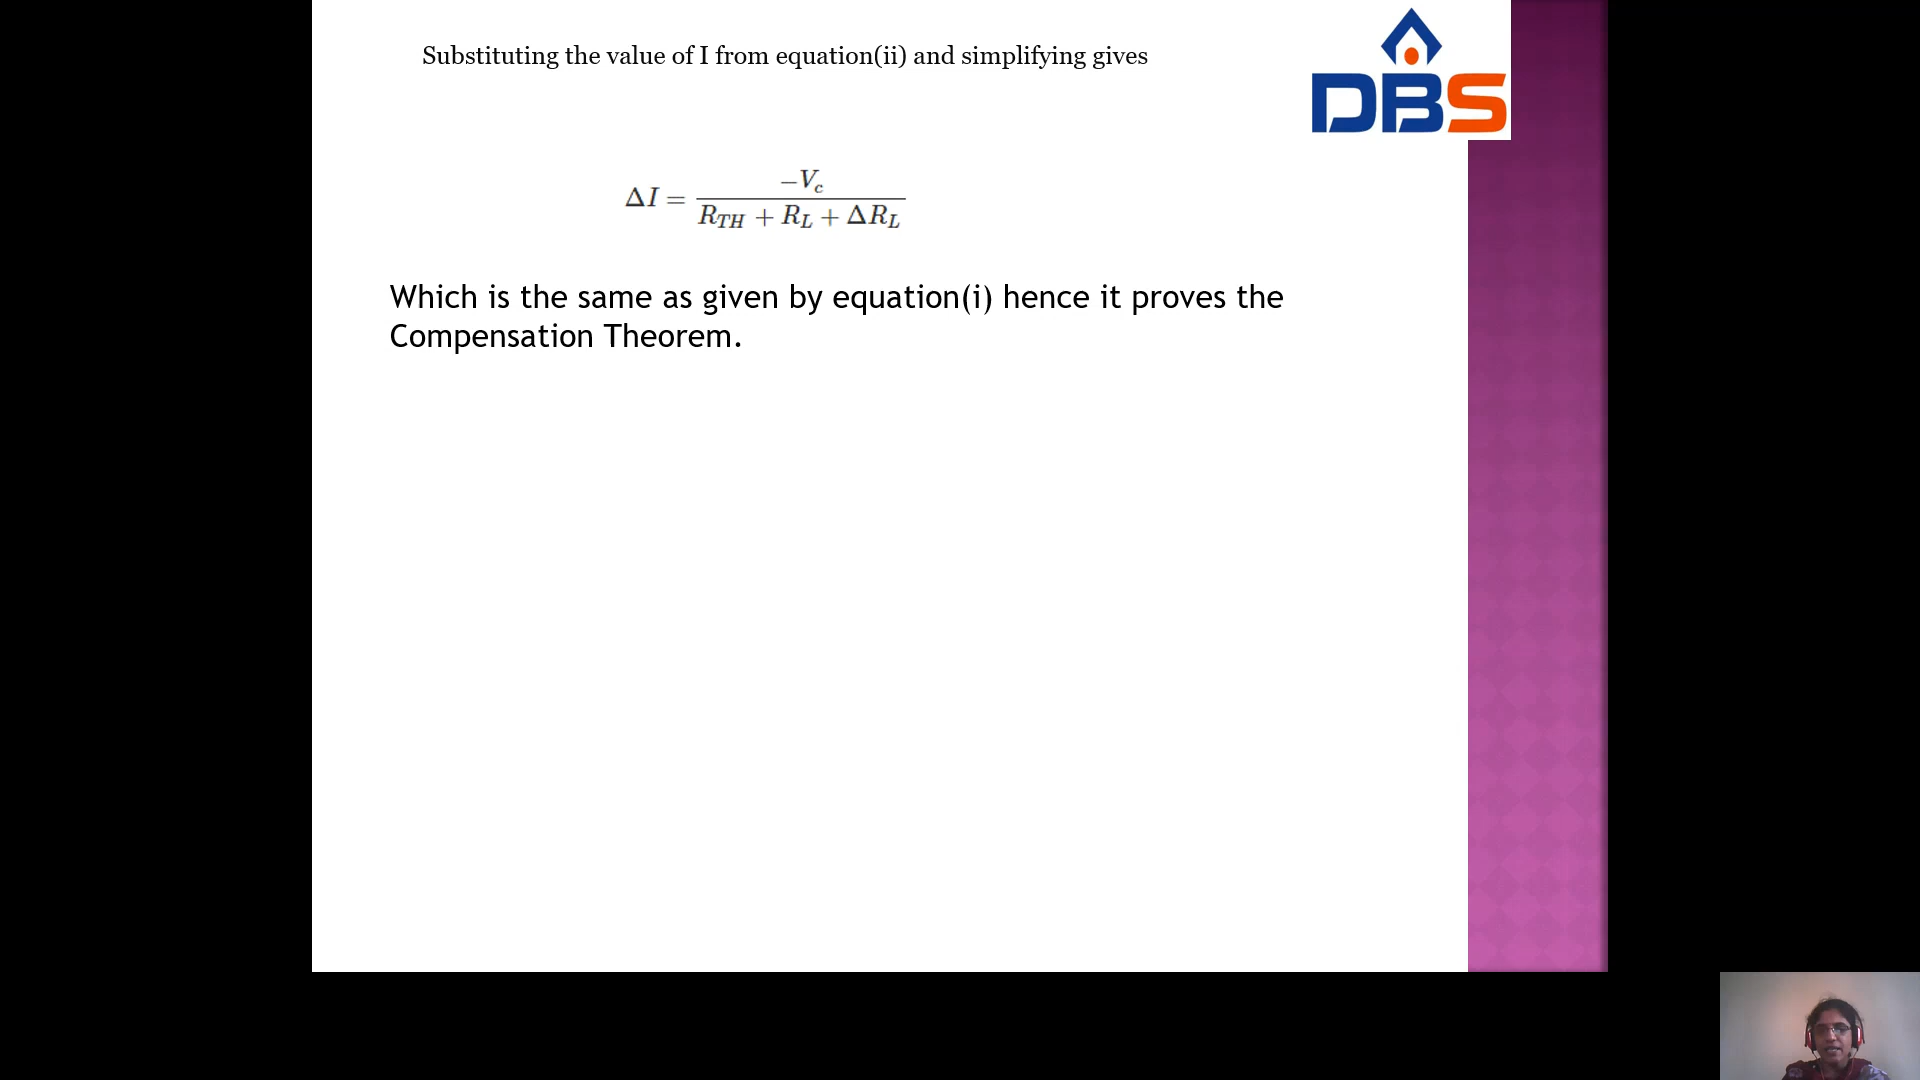 Substituting the value of I from equation(ii) and simplifying gives
DBS
ΔI = −V_c / (R_TH + R_L + ΔR_L)
Which is the same as given by equation(i) hence it proves the
Compensation Theorem.